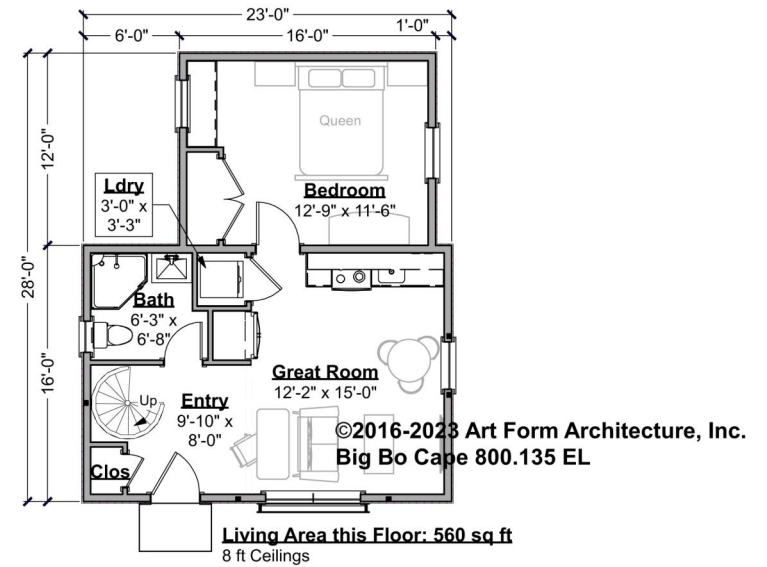 23'-0"
6'-0"
16'-0"
1'-0"
12'-0"
28'-0"
16'-0"
Queen
Ldry
3'-0" x
3'-3"
Bedroom
12'-9" x 11'-6"
Bath
6'-3" x
6'-8"
Great Room
12'-2" x 15'-0"
Up
Entry
9'-10" x
8'-0"
Clos
©2016-2023 Art Form Architecture, Inc.
Big Bo Cape 800.135 EL
Living Area this Floor: 560 sq ft
8 ft Ceilings